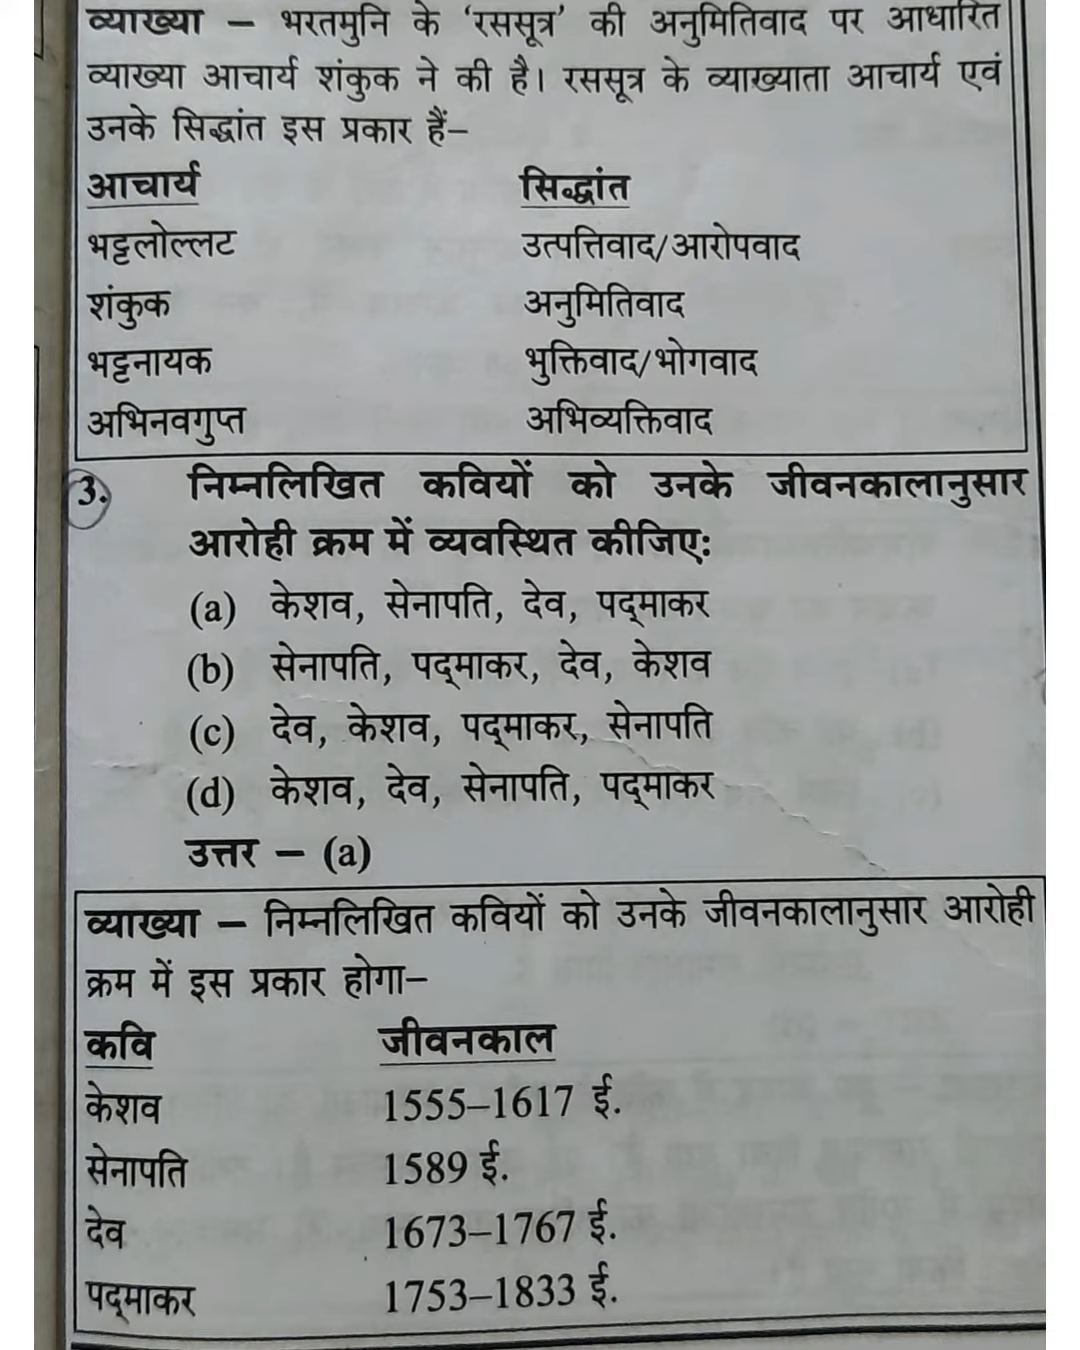 व्याख्या – भरतमुनि के ‘रससूत्र’ की अनुमितिवाद पर आधारित
व्याख्या आचार्य शंकुक ने की है। रससूत्र के व्याख्याता आचार्य एवं
उनके सिद्धांत इस प्रकार हैं–
आचार्य सिद्धांत
भट्टलोल्लट उत्पत्तिवाद/आरोपवाद
शंकुक अनुमितिवाद
भट्टनायक भुक्तिवाद/भोगवाद
अभिनवगुप्त अभिव्यक्तिवाद
3. निम्नलिखित कवियों को उनके जीवनकालानुसार
आरोही क्रम में व्यवस्थित कीजिए:
(a) केशव, सेनापति, देव, पद्‌माकर
(b) सेनापति, पद्‌माकर, देव, केशव
(c) देव, केशव, पद्‌माकर, सेनापति
(d) केशव, देव, सेनापति, पद्‌माकर
उत्तर – (a)
व्याख्या – निम्नलिखित कवियों को उनके जीवनकालानुसार आरोही
क्रम में इस प्रकार होगा–
कवि जीवनकाल
केशव 1555–1617 ई.
सेनापति 1589 ई.
देव 1673–1767 ई.
पद्‌माकर 1753–1833 ई.